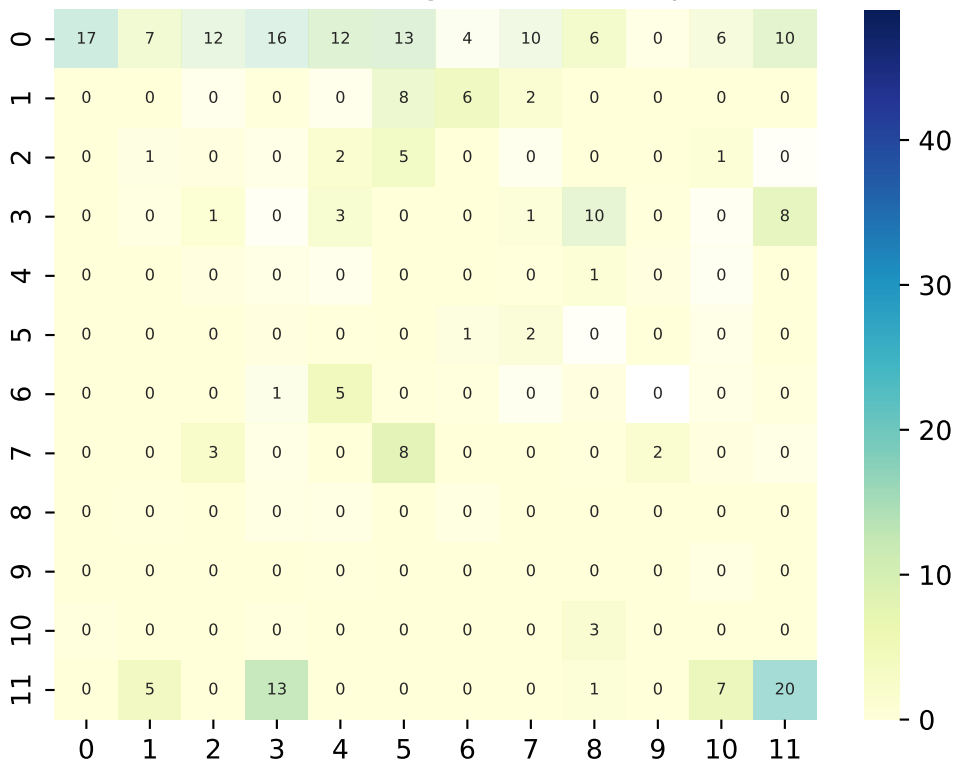 0 17 7 12 16 12 13 4 10 6 0 6 10
1 0 0 0 0 0 8 6 2 0 0 0 0
40
2 0 1 0 0 2 5 0 0 0 0 1 0
3 0 0 1 0 3 0 0 1 10 0 0 8
4 0 0 0 0 0 0 0 0 1 0 0 0
30
5 0 0 0 0 0 0 1 2 0 0 0 0
6 0 0 0 1 5 0 0 0 0 0 0 0
20
7 0 0 3 0 0 8 0 0 0 2 0 0
8 0 0 0 0 0 0 0 0 0 0 0 0
9 0 0 0 0 0 0 0 0 0 0 0 0
10
10 0 0 0 0 0 0 0 0 3 0 0 0
11 0 5 0 13 0 0 0 0 1 0 7 20
0
0 1 2 3 4 5 6 7 8 9 10 11